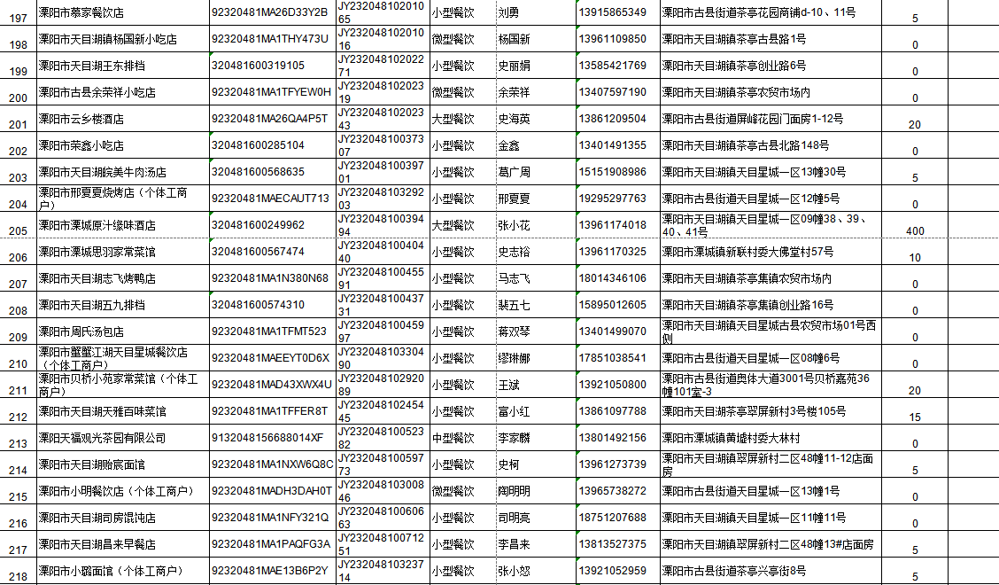 197 溧阳市慕家餐饮店 92320481MA26D33Y2B JY23204810201065 小型餐饮 刘勇 13915865349 溧阳市古县街道茶亭花园商铺d-10、11号 5
198 溧阳市天目湖镇杨国新小吃店 92320481MA1THY473U JY23204810201016 微型餐饮 杨国新 13961109850 溧阳市天目湖镇茶亭古县路1号 0
199 溧阳市天目湖王东排档 320481600319105 JY23204810202271 小型餐饮 史丽娟 13585421769 溧阳市天目湖镇茶亭创业路6号 0
200 溧阳市古县余荣祥小吃店 92320481MA1TFYEW0H JY23204810202319 微型餐饮 余荣祥 13407597190 溧阳市天目湖镇茶亭农贸市场内 0
201 溧阳市云乡楼酒店 92320481MA26QA4P5T JY23204810202343 大型餐饮 史海英 13861209504 溧阳市古县街道屏峰花园门面房1-12号 20
202 溧阳市荣鑫小吃店 320481600285104 JY23204810037307 小型餐饮 金鑫 13401491355 溧阳市天目湖镇茶亭古县北路148号 0
203 溧阳市天目湖皖美牛肉汤店 320481600568635 JY23204810039701 小型餐饮 葛广周 15151908986 溧阳市天目湖镇天目星城一区13幢30号 5
204 溧阳市邢夏夏烧烤店（个体工商户） 92320481MAECAUT713 JY23204810329203 小型餐饮 邢夏夏 19295297763 溧阳市古县街道天目星城一区12幢5号 0
205 溧阳市溧城原汁缘味酒店 320481600249962 JY23204810039494 大型餐饮 张小花 13961174018 溧阳市天目湖镇天目星城一区09幢38、39、40、41号 400
206 溧阳市溧城思羽家常菜馆 320481600567474 JY23204810040440 小型餐饮 史志裕 13961170325 溧阳市溧城镇新联村委大佛堂村57号 10
207 溧阳市天目湖志飞烤鸭店 92320481MA1N380N68 JY23204810045591 小型餐饮 马志飞 18014346106 溧阳市天目湖镇茶亭集镇农贸市场内 0
208 溧阳市天目湖五九排档 320481600574310 JY23204810043731 小型餐饮 裴五七 15895012605 溧阳市天目湖镇茶亭集镇创业路16号 0
209 溧阳市周氏汤包店 92320481MA1TFMT523 JY23204810045997 小型餐饮 蒋双琴 13401499070 溧阳市天目湖镇天目星城古县农贸市场01号西侧 0
210 溧阳市蟹蟹江湖天目星城餐饮店（个体工商户） 92320481MAEEYT0D6X JY23204810330490 小型餐饮 缪琳娜 17851038541 溧阳市古县街道天目星城一区08幢6号 0
211 溧阳市贝桥小苑家常菜馆（个体工商户） 92320481MAD43XWX4U JY23204810292089 小型餐饮 王斌 13921050800 溧阳市古县街道奥体大道3001号贝桥嘉苑36幢101室-3 20
212 溧阳市天目湖天雅百味菜馆 92320481MA1TFFER8T JY23204810245445 小型餐饮 富小红 13861097788 溧阳市天目湖茶亭翠屏新村3号楼105号 15
213 溧阳天福观光茶园有限公司 9132048156688014XF JY23204810052382 中型餐饮 李家麟 13801492156 溧阳市溧城镇黄墟村委大林村 0
214 溧阳市天目湖贻宸面馆 92320481MA1NXW6Q8C JY23204810059773 小型餐饮 史柯 13961273739 溧阳市天目湖镇翠屏新村二区48幢11-12店面房 5
215 溧阳市小明餐饮店（个体工商户） 92320481MADH3DAH0T JY23204810300846 微型餐饮 陶明明 13965738272 溧阳市古县街道天目星城一区13幢1号 0
216 溧阳市天目湖司房馄饨店 92320481MA1NFY321Q JY23204810060663 小型餐饮 司明亮 18751207688 溧阳市天目湖镇天目星城一区11幢11号 0
217 溧阳市天目湖昌来早餐店 92320481MA1PAQFG3A JY23204810071251 小型餐饮 李昌来 13813527375 溧阳市天目湖镇翠屏新村二区48幢13#店面房 5
218 溧阳市小璐面馆（个体工商户） 92320481MAE13B6P2Y JY23204810323714 小型餐饮 张小怒 13921052959 溧阳市古县街道茶亭兴亭街8号 5